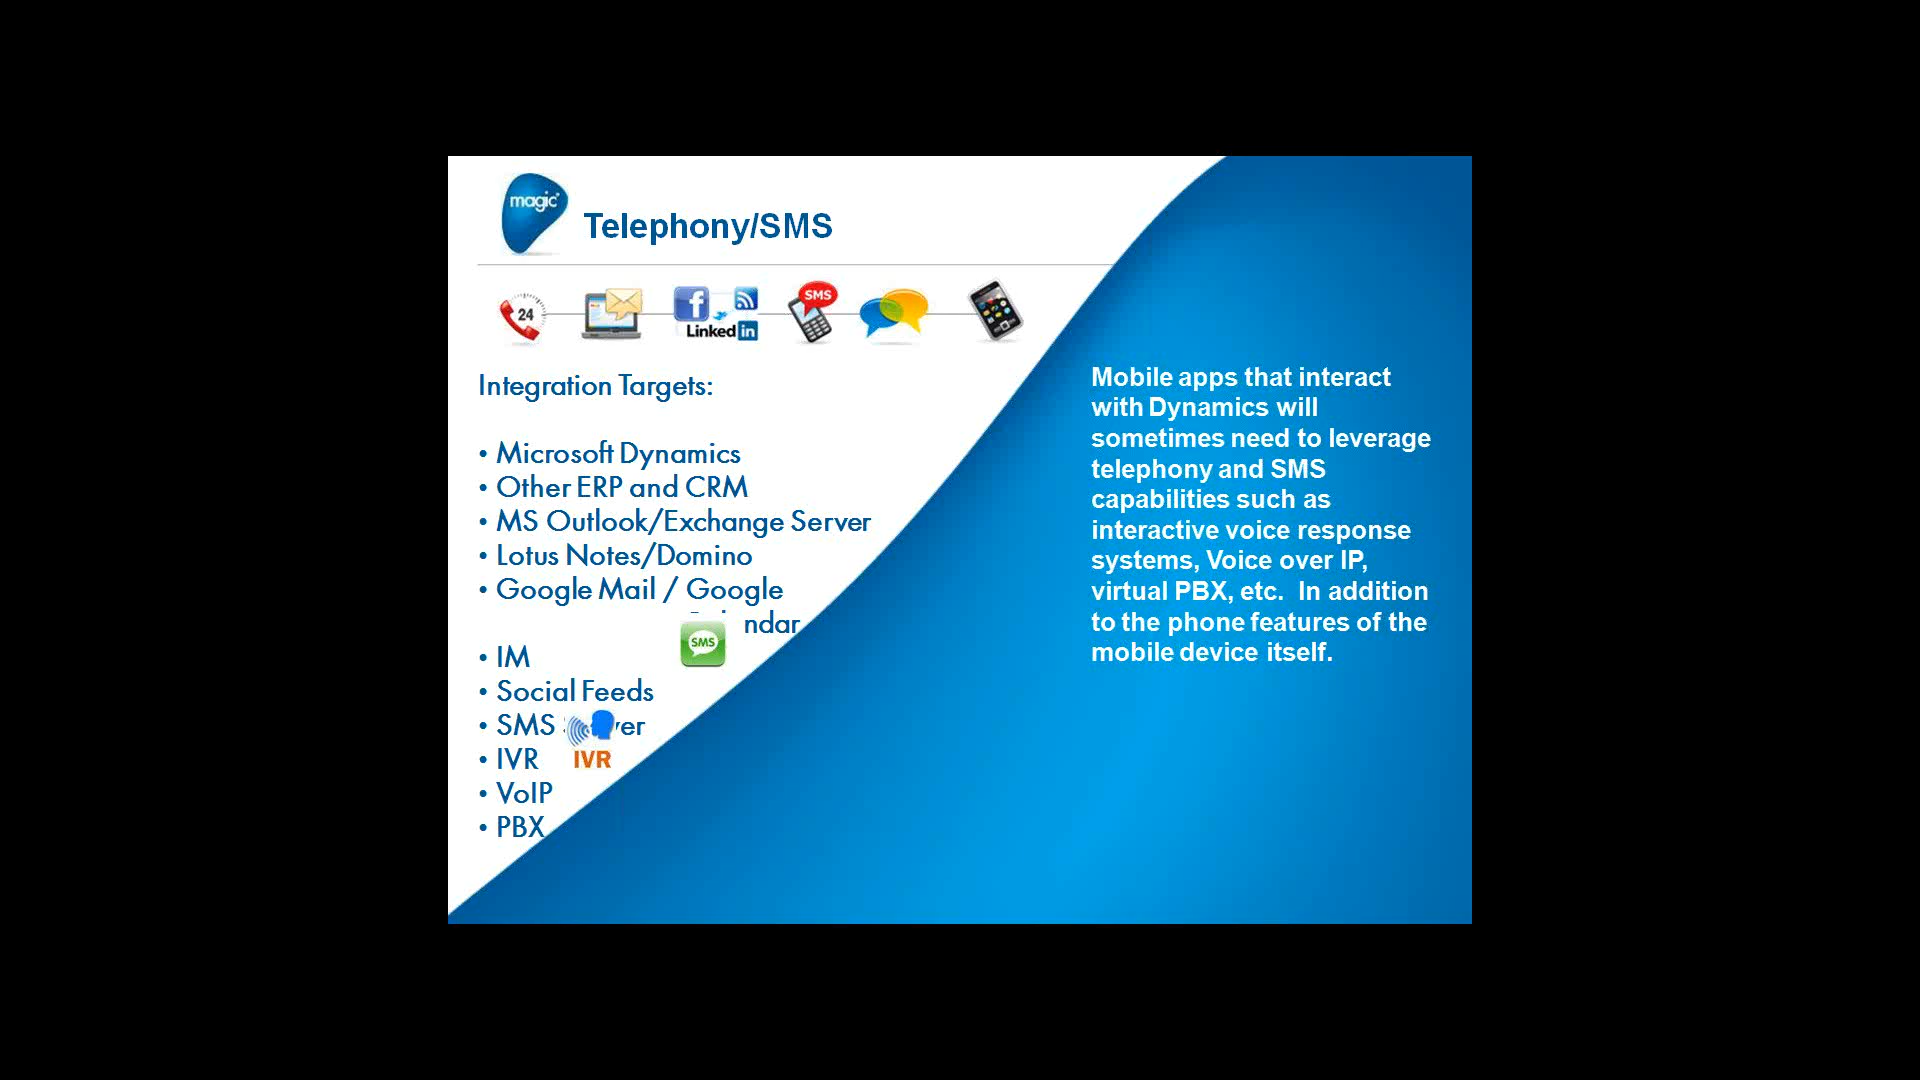 magic
Telephony/SMS
24
f
SMS
Linked in
Integration Targets:
• Microsoft Dynamics
• Other ERP and CRM
• MS Outlook/Exchange Server
• Lotus Notes/Domino
• Google Mail / Google
ndar
SMS
• IM
• Social Feeds
• SMS
ver
• IVR
IVR
• VoIP
• PBX
Mobile apps that interact
with Dynamics will
sometimes need to leverage
telephony and SMS
capabilities such as
interactive voice response
systems, Voice over IP,
virtual PBX, etc. In addition
to the phone features of the
mobile device itself.